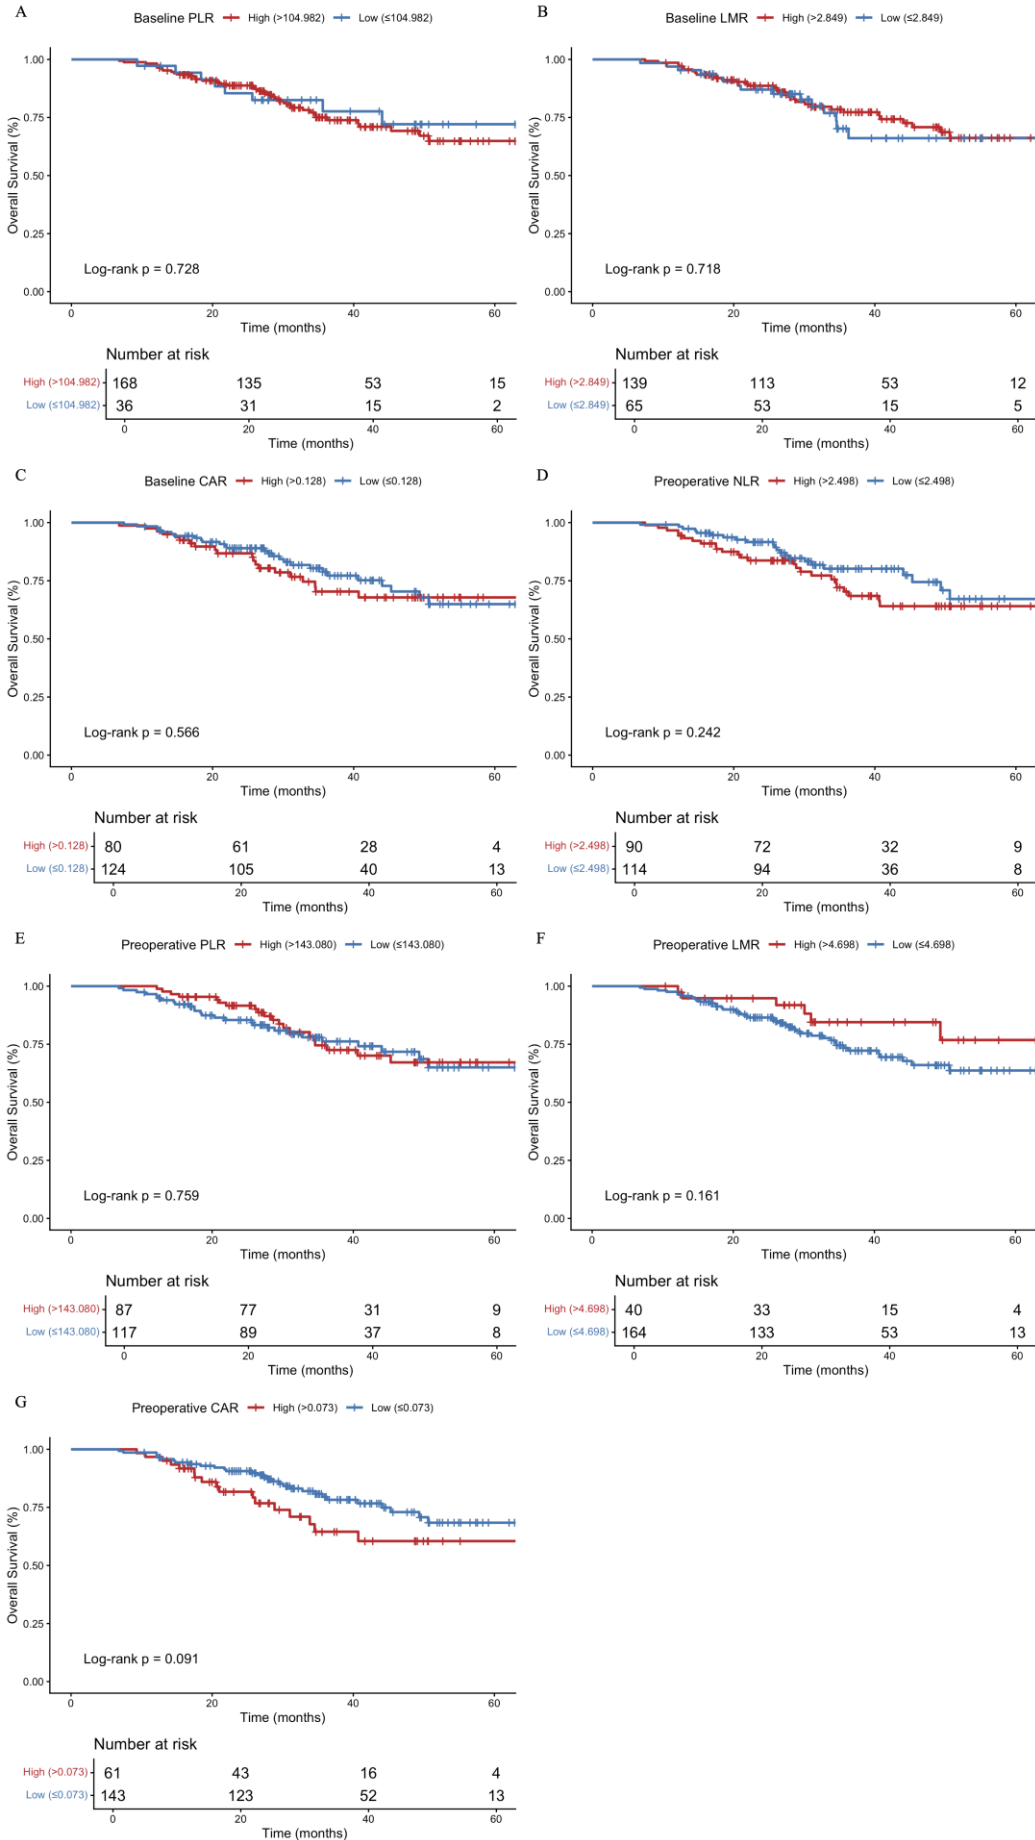 A
Baseline PLR High (>104.982) Low (≤104.982)
Overall Survival (%)
1.00
0.75
0.50
0.25
0.00
Log-rank p = 0.728
0 20 40 60
Time (months)
Number at risk
High (>104.982) 168 135 53 15
Low (≤104.982) 36 31 15 2
0 20 40 60
Time (months)
B
Baseline LMR High (>2.849) Low (≤2.849)
Overall Survival (%)
1.00
0.75
0.50
0.25
0.00
Log-rank p = 0.718
0 20 40 60
Time (months)
Number at risk
High (>2.849) 139 113 53 12
Low (≤2.849) 65 53 15 5
0 20 40 60
Time (months)
C
Baseline CAR High (>0.128) Low (≤0.128)
Overall Survival (%)
1.00
0.75
0.50
0.25
0.00
Log-rank p = 0.566
0 20 40 60
Time (months)
Number at risk
High (>0.128) 80 61 28 4
Low (≤0.128) 124 105 40 13
0 20 40 60
Time (months)
D
Preoperative NLR High (>2.498) Low (≤2.498)
Overall Survival (%)
1.00
0.75
0.50
0.25
0.00
Log-rank p = 0.242
0 20 40 60
Time (months)
Number at risk
High (>2.498) 90 72 32 9
Low (≤2.498) 114 94 36 8
0 20 40 60
Time (months)
E
Preoperative PLR High (>143.080) Low (≤143.080)
Overall Survival (%)
1.00
0.75
0.50
0.25
0.00
Log-rank p = 0.759
0 20 40 60
Time (months)
Number at risk
High (>143.080) 87 77 31 9
Low (≤143.080) 117 89 37 8
0 20 40 60
Time (months)
F
Preoperative LMR High (>4.698) Low (≤4.698)
Overall Survival (%)
1.00
0.75
0.50
0.25
0.00
Log-rank p = 0.161
0 20 40 60
Time (months)
Number at risk
High (>4.698) 40 33 15 4
Low (≤4.698) 164 133 53 13
0 20 40 60
Time (months)
G
Preoperative CAR High (>0.073) Low (≤0.073)
Overall Survival (%)
1.00
0.75
0.50
0.25
0.00
Log-rank p = 0.091
0 20 40 60
Time (months)
Number at risk
High (>0.073) 61 43 16 4
Low (≤0.073) 143 123 52 13
0 20 40 60
Time (months)